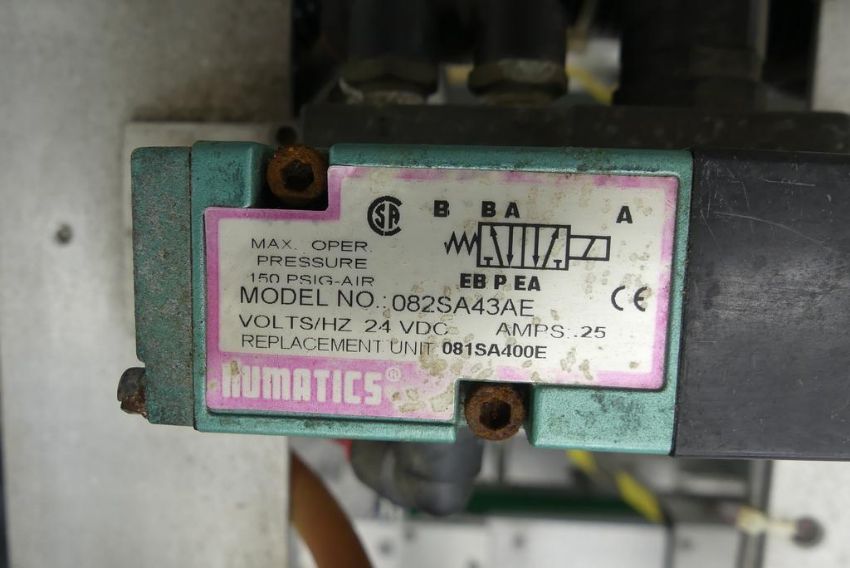 CSA
B BA A
MAX. OPER.
PRESSURE
150 PSIG-AIR
EB P EA
CE
MODEL NO.: 082SA43AE
VOLTS/HZ 24 VDC AMPS: .25
REPLACEMENT UNIT 081SA400E
NUMATICS®